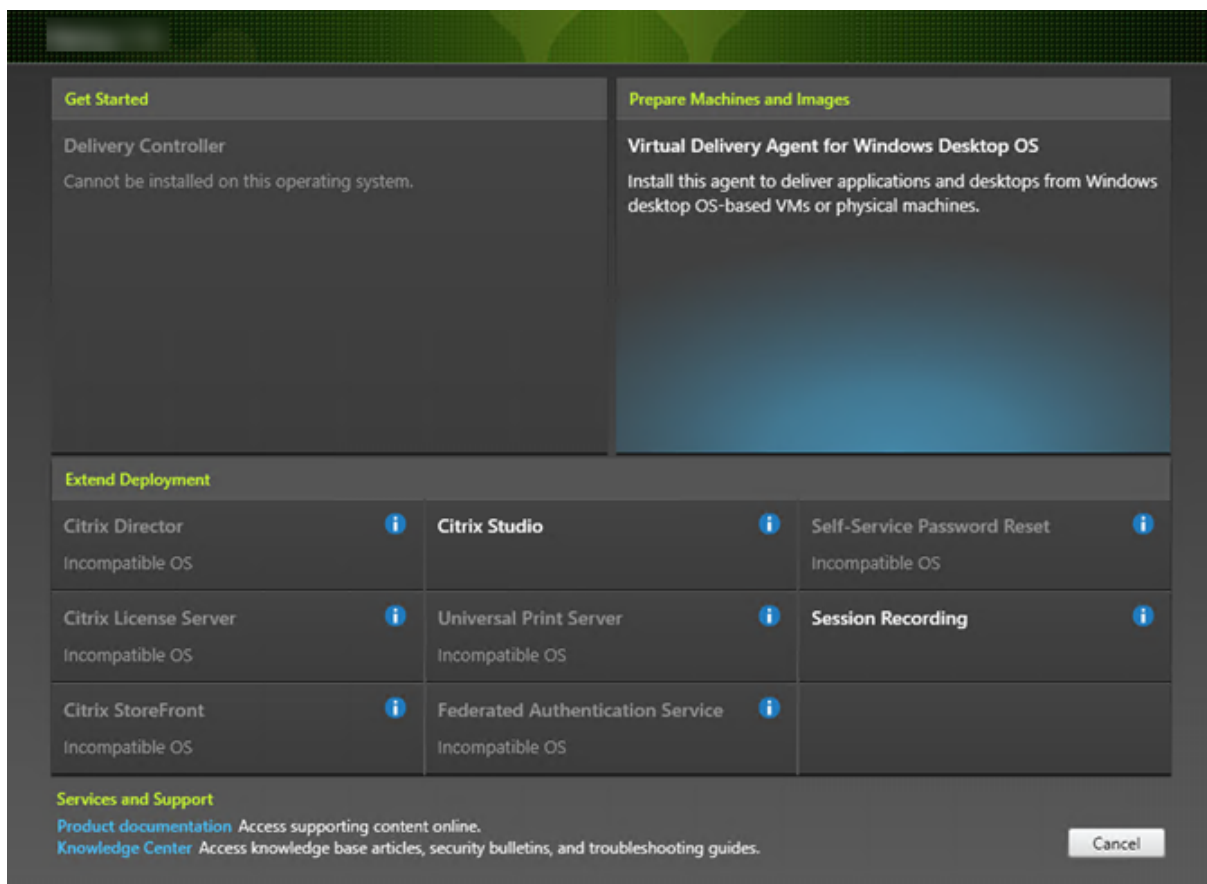 Get Started
Prepare Machines and Images
Delivery Controller
Cannot be installed on this operating system.
Virtual Delivery Agent for Windows Desktop OS
Install this agent to deliver applications and desktops from Windows
desktop OS-based VMs or physical machines.
Extend Deployment
Citrix Director
Incompatible OS
Citrix Studio
Self-Service Password Reset
Incompatible OS
Citrix License Server
Incompatible OS
Universal Print Server
Incompatible OS
Session Recording
Citrix StoreFront
Incompatible OS
Federated Authentication Service
Incompatible OS
Services and Support
Product documentation Access supporting content online.
Knowledge Center Access knowledge base articles, security bulletins, and troubleshooting guides.
Cancel